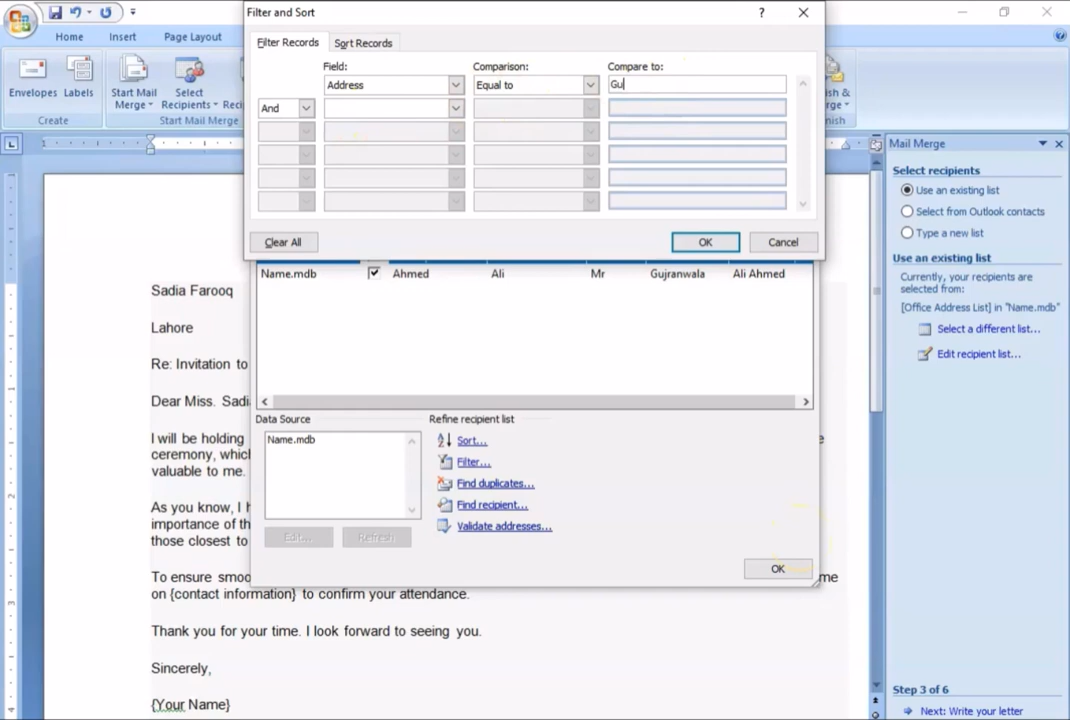 Filter and Sort
?
Home Insert Page Layout
Filter Records Sort Records
Field: Comparison: Compare to:
Address Equal to Gu
And
Envelopes Labels Start Mail Merge Select Recipients
Create Start Mail Merge
Clear All OK Cancel
Mail Merge
Select recipients
Use an existing list
Select from Outlook contacts
Type a new list
Use an existing list
Currently, your recipients are
selected from:
[Office Address List] in "Name.mdb"
Select a different list...
Edit recipient list...
Name.mdb Ahmed Ali Mr Gujranwala Ali Ahmed
Data Source Refine recipient list
Name.mdb
Sort...
Filter...
Find duplicates...
Find recipient...
Validate addresses...
Edit... Refresh
OK
Sadia Farooq
Lahore
Re: Invitation to
Dear Miss. Sadi
I will be holding
ceremony, whic
valuable to me.
As you know, I h
importance of th
those closest to
To ensure smoo me
on {contact information} to confirm your attendance.
Thank you for your time. I look forward to seeing you.
Sincerely,
{Your Name}
Step 3 of 6
Next: Write your letter